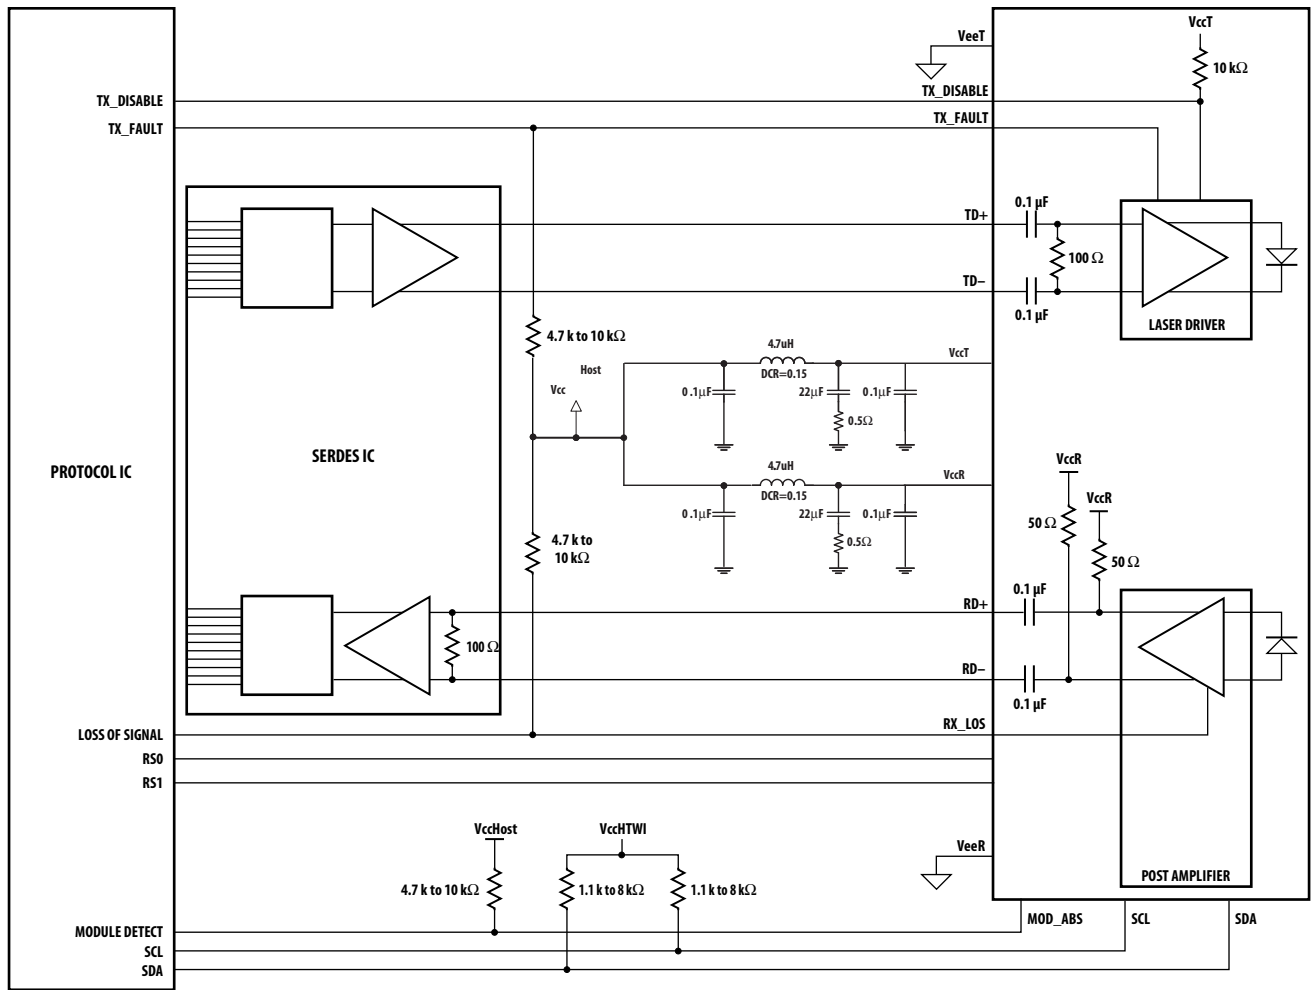 VccT
VeeT
10 kΩ
TX_DISABLE
TX_DISABLE
TX_FAULT
TX_FAULT
0.1 µF
TD+
100 Ω
TD–
0.1 µF
LASER DRIVER
4.7 k to 10 kΩ
4.7uH
VccT
Host
DCR=0.15
Vcc
0.1µF
22µF
0.1µF
0.5Ω
SERDES IC
PROTOCOL IC
4.7uH
VccR
VccR
DCR=0.15
VccR
0.1µF
22µF
0.1µF
50 Ω
4.7 k to
10 kΩ
0.5Ω
50 Ω
0.1 µF
RD+
100 Ω
RD–
0.1 µF
LOSS OF SIGNAL
RX_LOS
RS0
RS1
VccHost
VccHTWI
VeeR
4.7 k to 10 kΩ
1.1 k to 8 kΩ
1.1 k to 8 kΩ
POST AMPLIFIER
MODULE DETECT
MOD_ABS
SCL
SDA
SCL
SDA